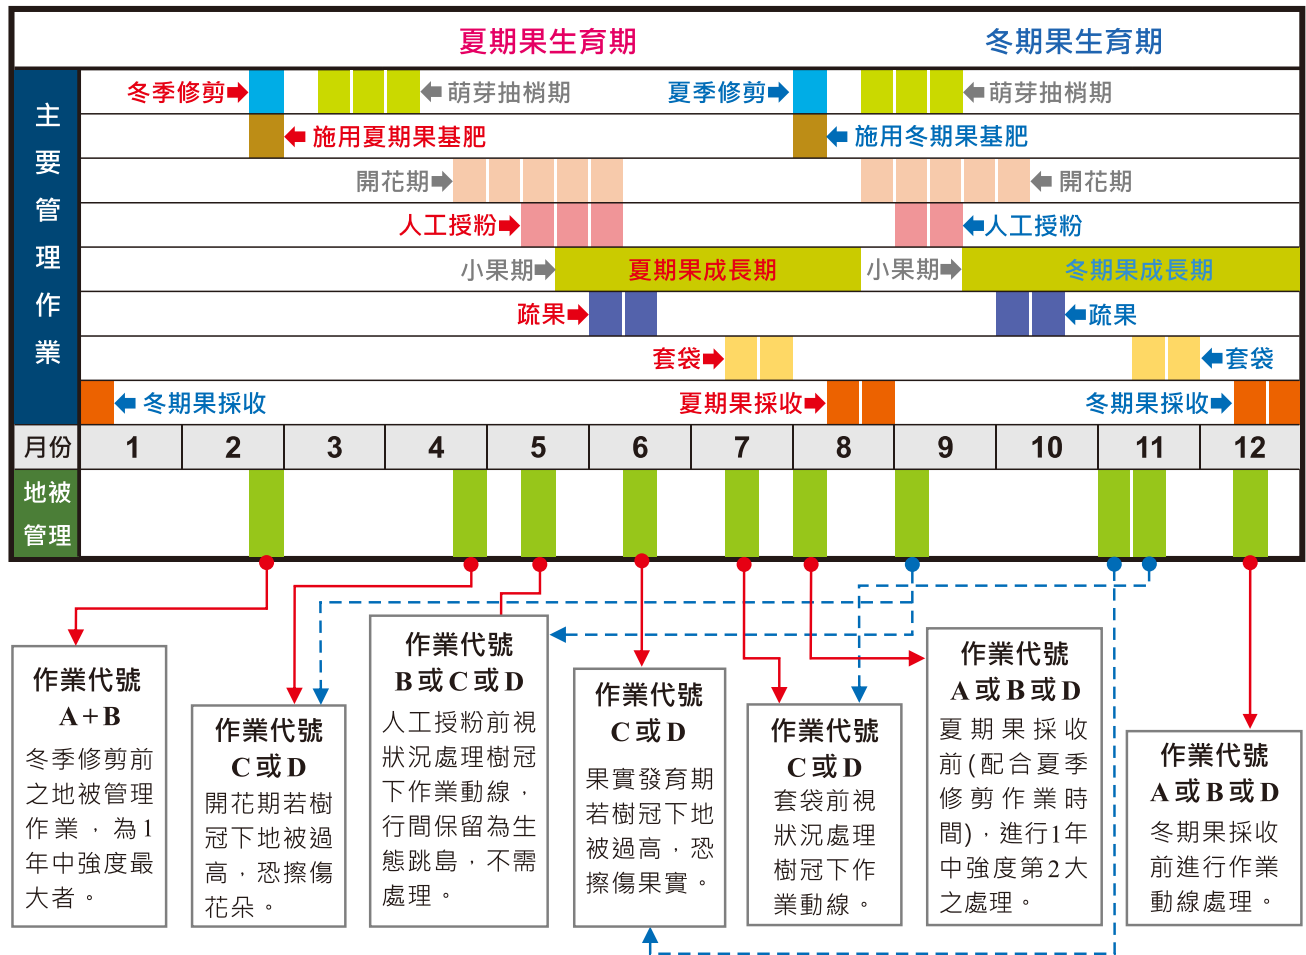 夏期果生育期 冬期果生育期
主要管理作業
冬季修剪 萌芽抽梢期 夏季修剪 萌芽抽梢期
施用夏期果基肥 施用冬期果基肥
開花期 開花期
人工授粉 人工授粉
小果期 夏期果成長期 小果期 冬期果成長期
疏果 疏果
套袋 套袋
冬期果採收 夏期果採收 冬期果採收
月份 1 2 3 4 5 6 7 8 9 10 11 12
地被
管理
作業代號
A+B
冬季修剪前
之地被管理
作業，為1
年中強度最
大者。
作業代號
C或D
開花期若樹
冠下地被過
高，恐擦傷
花朵。
作業代號
B或C或D
人工授粉前視
狀況處理樹冠
下作業動線，
行間保留為生
態跳島，不需
處理。
作業代號
C或D
果實發育期
若樹冠下地
被過高，恐
擦傷果實。
作業代號
C或D
套袋前視
狀況處理
樹冠下作
業動線。
作業代號
A或B或D
夏期果採收
前(配合夏季
修剪作業時
間)，進行1年
中強度第2大
之處理。
作業代號
A或B或D
冬期果採收
前進行作業
動線處理。